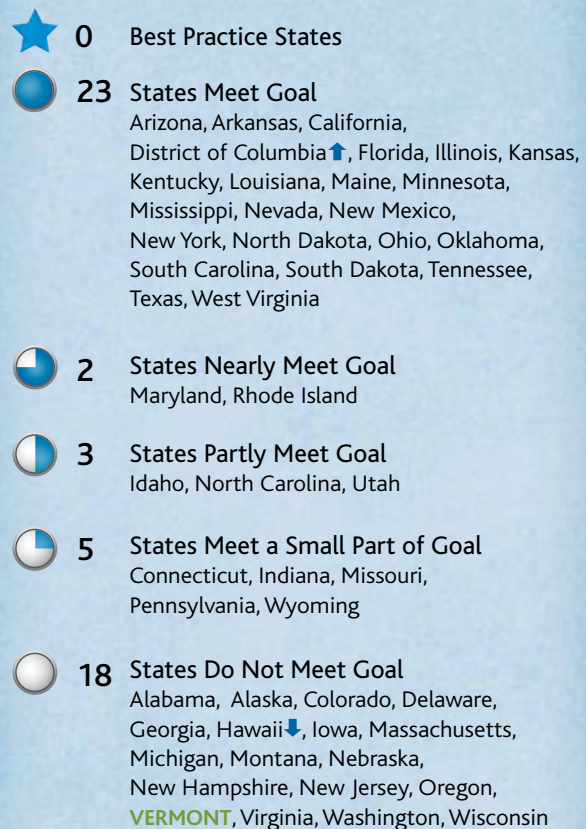 0 Best Practice States
23 States Meet Goal
Arizona, Arkansas, California,
District of Columbia⬆, Florida, Illinois, Kansas,
Kentucky, Louisiana, Maine, Minnesota,
Mississippi, Nevada, New Mexico,
New York, North Dakota, Ohio, Oklahoma,
South Carolina, South Dakota, Tennessee,
Texas, West Virginia
2 States Nearly Meet Goal
Maryland, Rhode Island
3 States Partly Meet Goal
Idaho, North Carolina, Utah
5 States Meet a Small Part of Goal
Connecticut, Indiana, Missouri,
Pennsylvania, Wyoming
18 States Do Not Meet Goal
Alabama, Alaska, Colorado, Delaware,
Georgia, Hawaii⬇, Iowa, Massachusetts,
Michigan, Montana, Nebraska,
New Hampshire, New Jersey, Oregon,
VERMONT, Virginia, Washington, Wisconsin